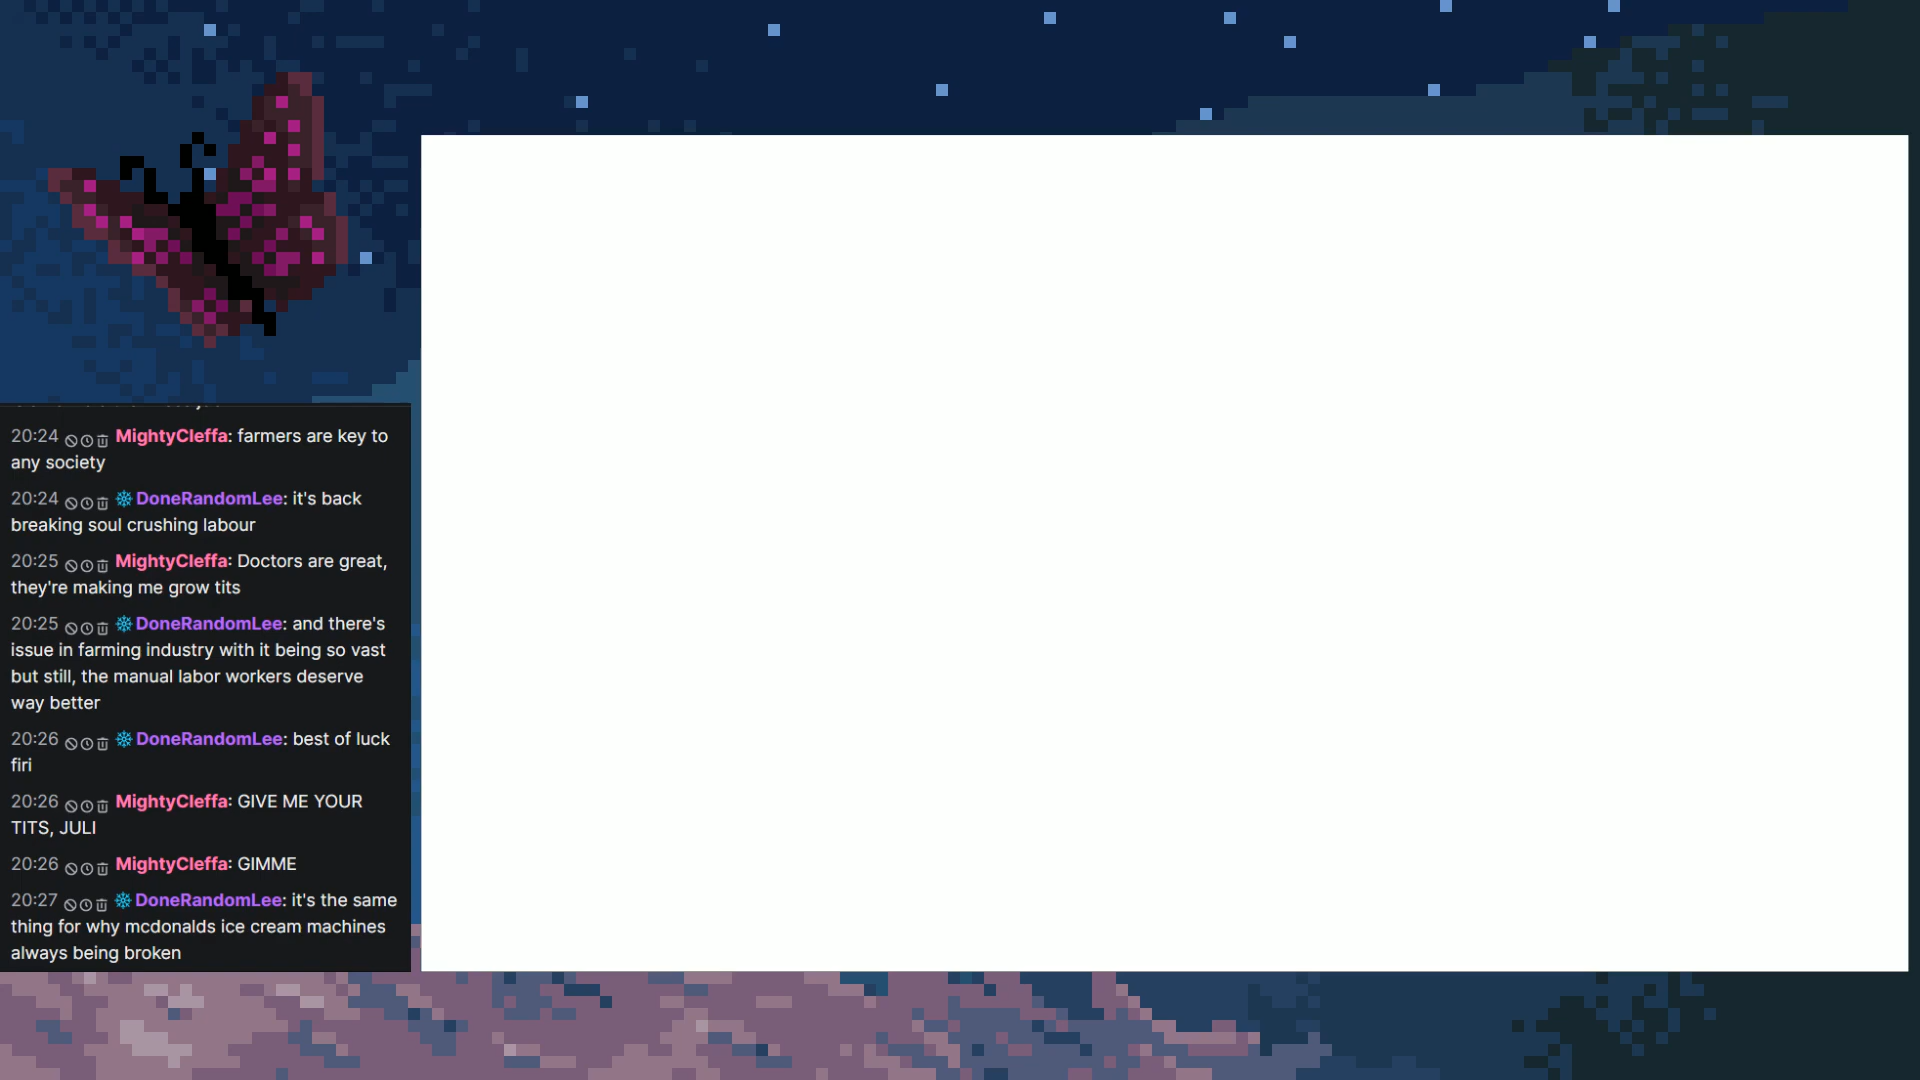 20:24 MightyCleffa: farmers are key to
any society
20:24 DoneRandomLee: it's back
breaking soul crushing labour
20:25 MightyCleffa: Doctors are great,
they're making me grow tits
20:25 DoneRandomLee: and there's
issue in farming industry with it being so vast
but still, the manual labor workers deserve
way better
20:26 DoneRandomLee: best of luck
firi
20:26 MightyCleffa: GIVE ME YOUR
TITS, JULI
20:26 MightyCleffa: GIMME
20:27 DoneRandomLee: it's the same
thing for why mcdonalds ice cream machines
always being broken